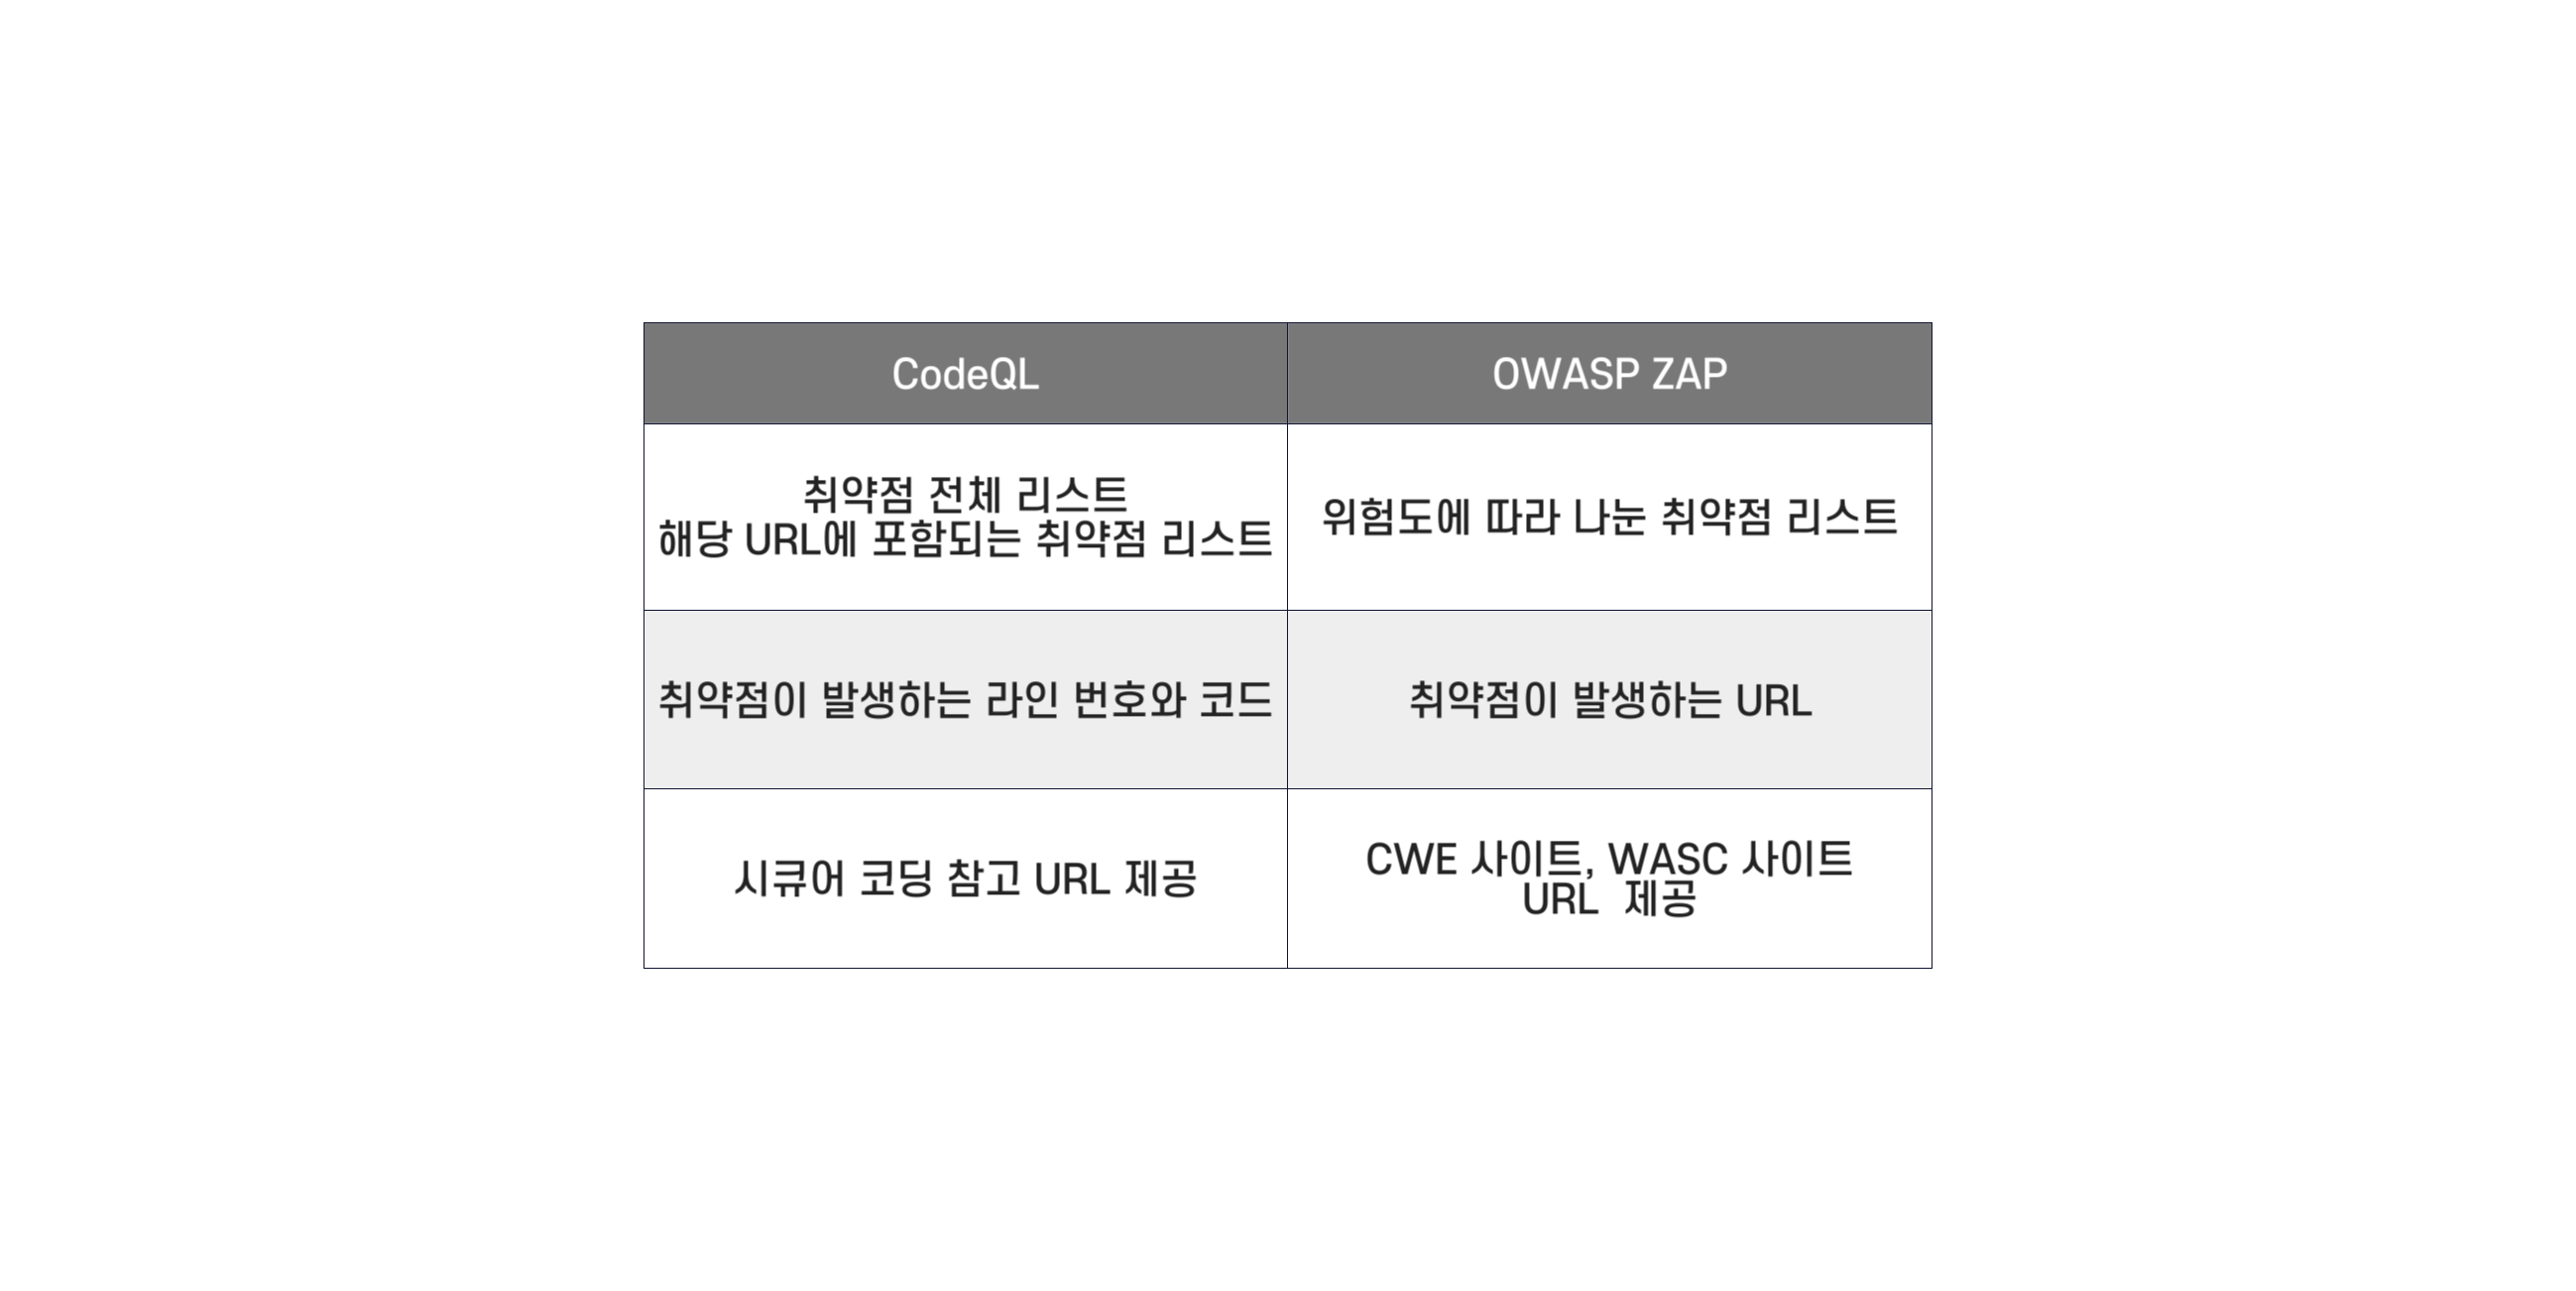 CodeQL
OWASP ZAP
취약점 전체 리스트
해당 URL에 포함되는 취약점 리스트
위험도에 따라 나눈 취약점 리스트
취약점이 발생하는 라인 번호와 코드
취약점이 발생하는 URL
시큐어 코딩 참고 URL 제공
CWE 사이트, WASC 사이트
URL 제공